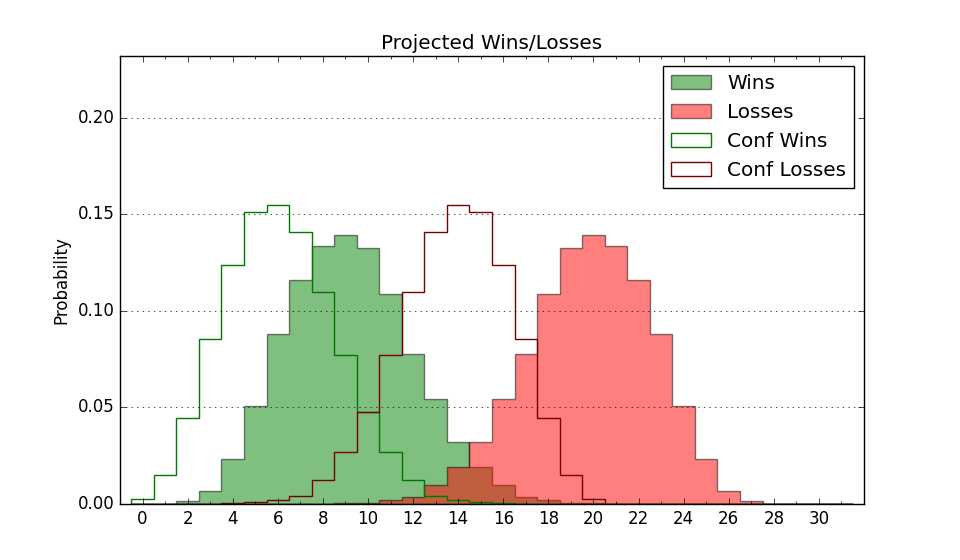 Projected Wins/Losses
Wins
Losses
Conf Wins
Conf Losses
Probability
0.20
0.15
0.10
0.05
0.00
0 2 4 6 8 10 12 14 16 18 20 22 24 26 28 30